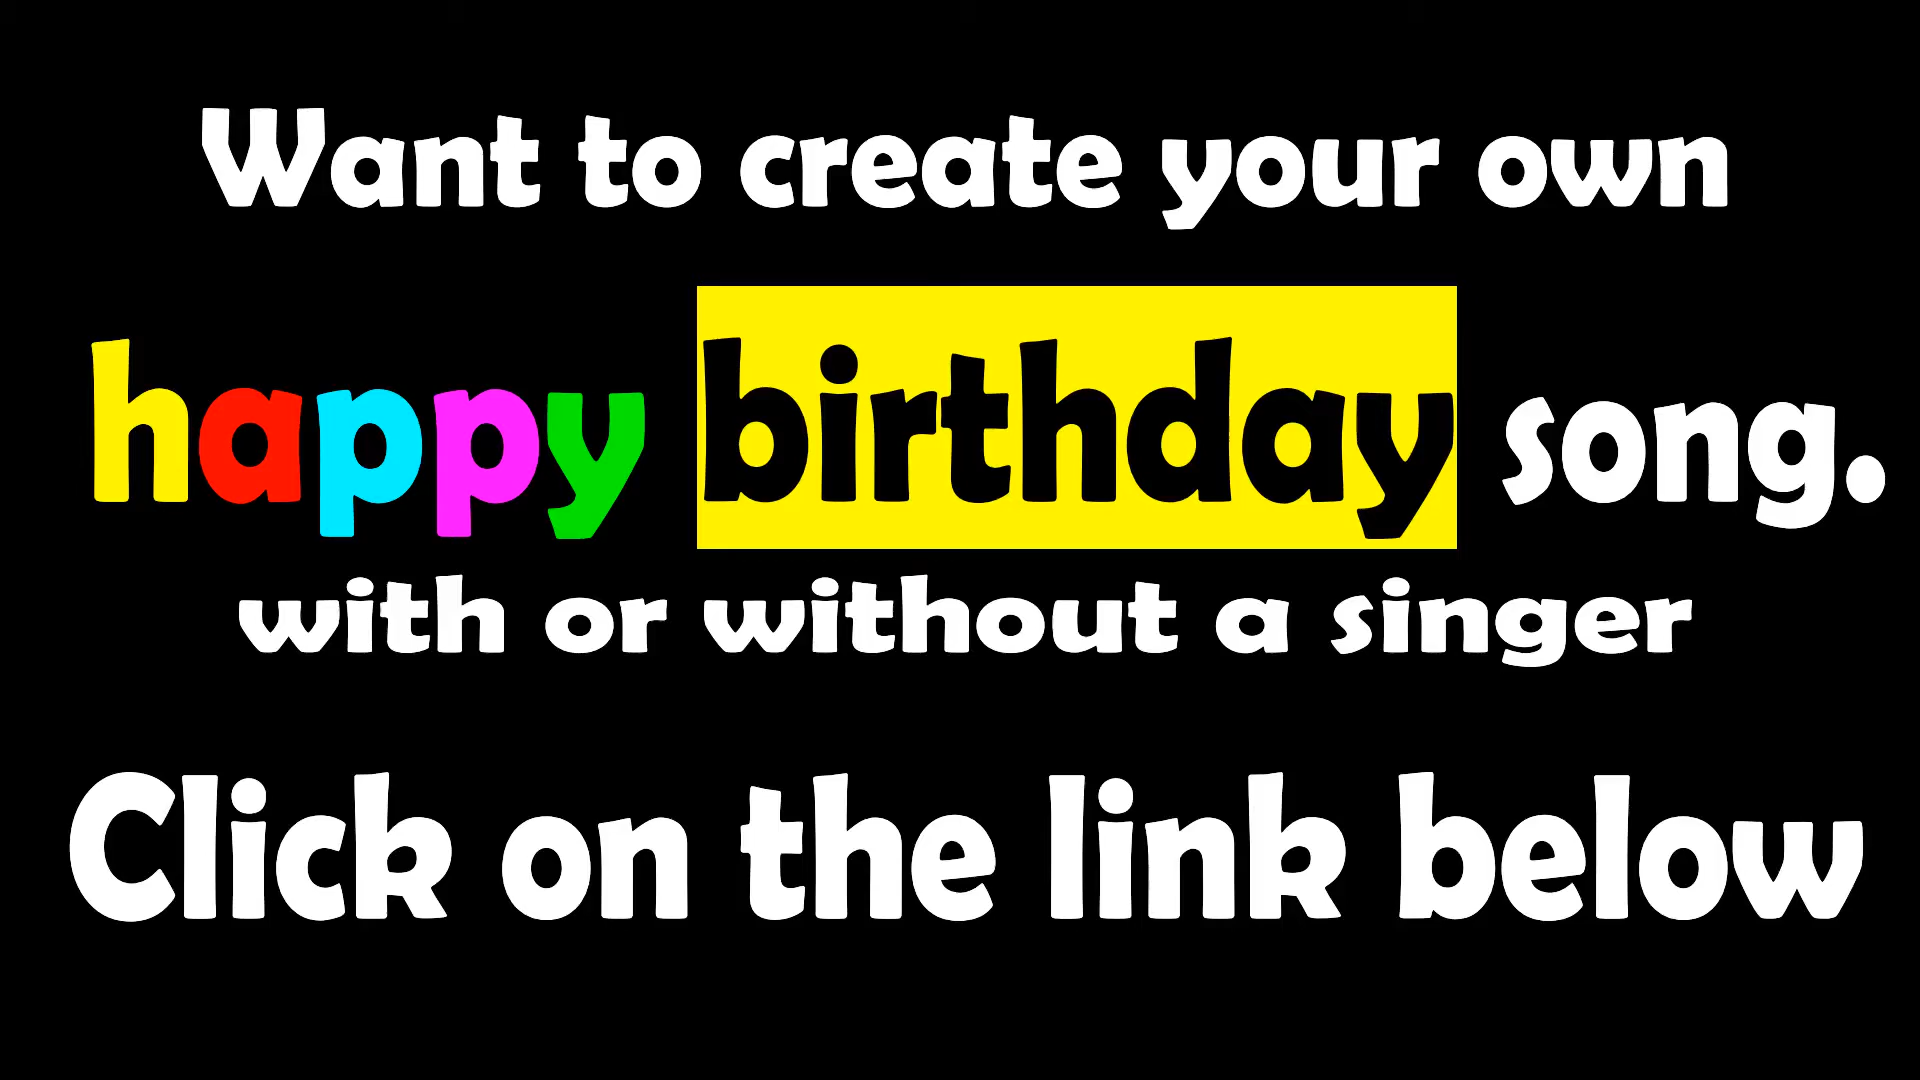 Want to create your own
happy birthday song.
with or without a singer
Click on the link below